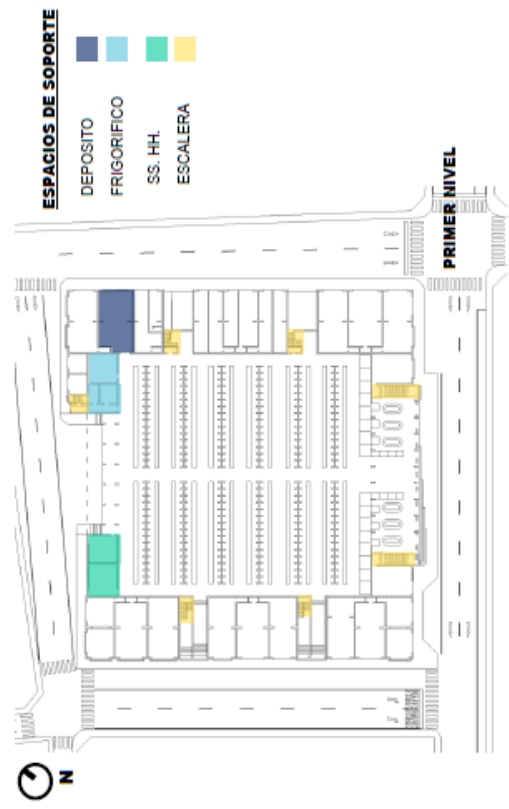 ESPACIOS DE SOPORTE
DEPOSITO
FRIGORIFICO
SS. HH.
ESCALERA
PRIMER NIVEL
N